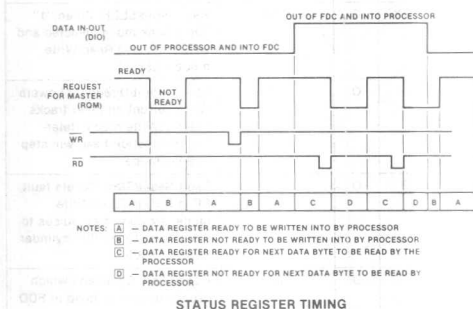 DATA IN-OUT
(DIO)
OUT OF FDC AND INTO PROCESSOR
OUT OF PROCESSOR AND INTO FDC
READY
REQUEST
FOR MASTER
(RQM)
NOT
READY
WR
RD
A B A B A C D C D B A
NOTES: A — DATA REGISTER READY TO BE WRITTEN INTO BY PROCESSOR
B — DATA REGISTER NOT READY TO BE WRITTEN INTO BY PROCESSOR
C — DATA REGISTER READY FOR NEXT DATA BYTE TO BE READ BY THE
PROCESSOR
D — DATA REGISTER NOT READY FOR NEXT DATA BYTE TO BE READ BY
PROCESSOR
STATUS REGISTER TIMING